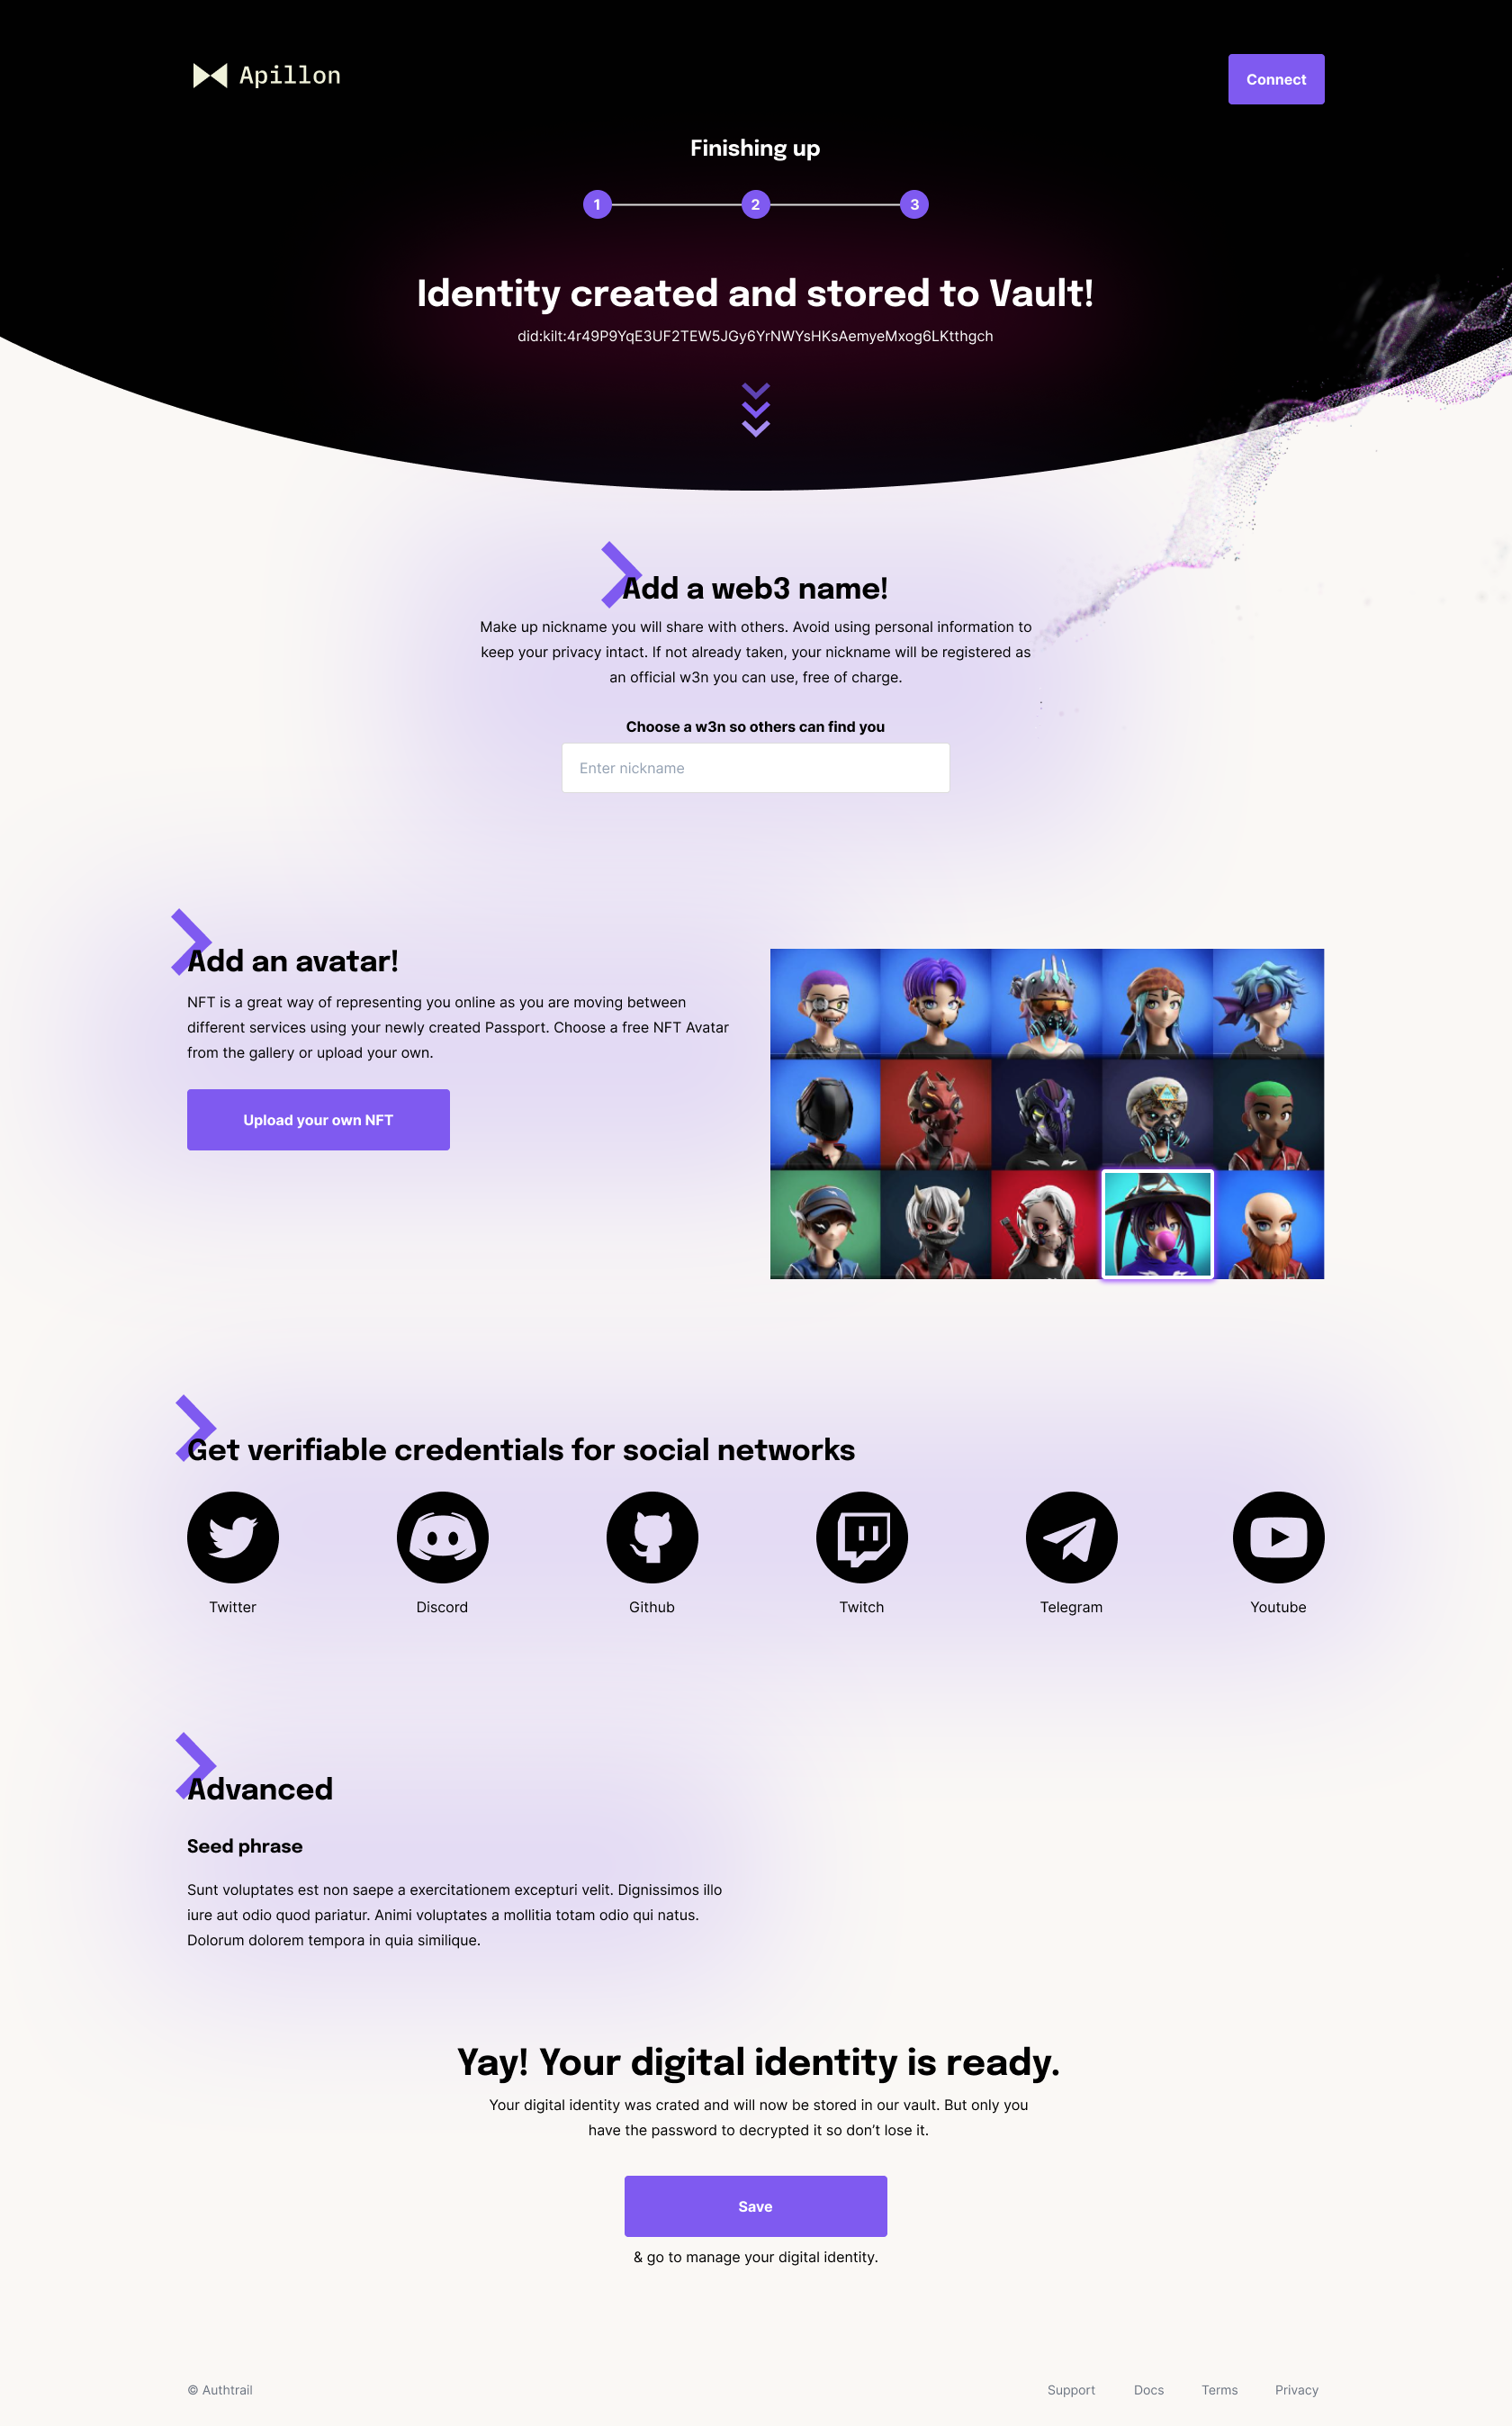 Apillon
Connect
Finishing up
1
2
3
Identity created and stored to Vault!
did:kilt:4r49P9YqE3UF2TEW5JGy6YrNWYsHKsAemyeMxog6LKtthgch
Add a web3 name!
Make up nickname you will share with others. Avoid using personal information to
keep your privacy intact. If not already taken, your nickname will be registered as
an official w3n you can use, free of charge.
Choose a w3n so others can find you
Enter nickname
Add an avatar!
NFT is a great way of representing you online as you are moving between
different services using your newly created Passport. Choose a free NFT Avatar
from the gallery or upload your own.
Upload your own NFT
Get verifiable credentials for social networks
Twitter
Discord
Github
Twitch
Telegram
Youtube
Advanced
Seed phrase
Sunt voluptates est non saepe a exercitationem excepturi velit. Dignissimos illo
iure aut odio quod pariatur. Animi voluptates a mollitia totam odio qui natus.
Dolorum dolorem tempora in quia similique.
Yay! Your digital identity is ready.
Your digital identity was crated and will now be stored in our vault. But only you
have the password to decrypted it so don’t lose it.
Save
& go to manage your digital identity.
© Authtrail
Support
Docs
Terms
Privacy